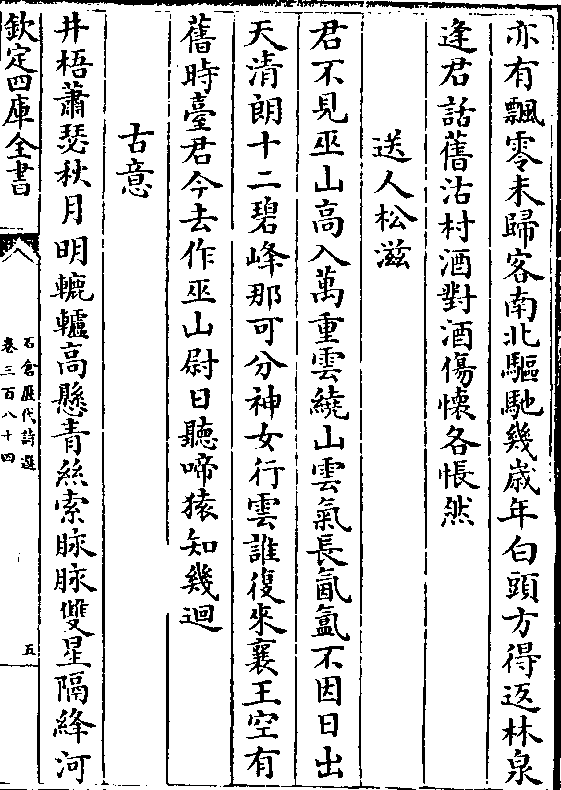 亦有飄零未歸客南北驅馳幾歲年白頭方得返林泉
逢君話舊沽村酒對酒傷懷各悵然
送人松滋
君不見巫山高入萬重雲繞山雲氣長氤氳不因日出
天清朗十二碧峰那可分神女行雲誰復來襄王空有
舊時臺君今去作巫山尉日聽啼猿知幾迴
古意
井梧蕭瑟秋月明轆轤高懸青絲索脉脉雙星隔絳河
欽定四庫全書
石倉歷代詩選
卷三百八十四
五